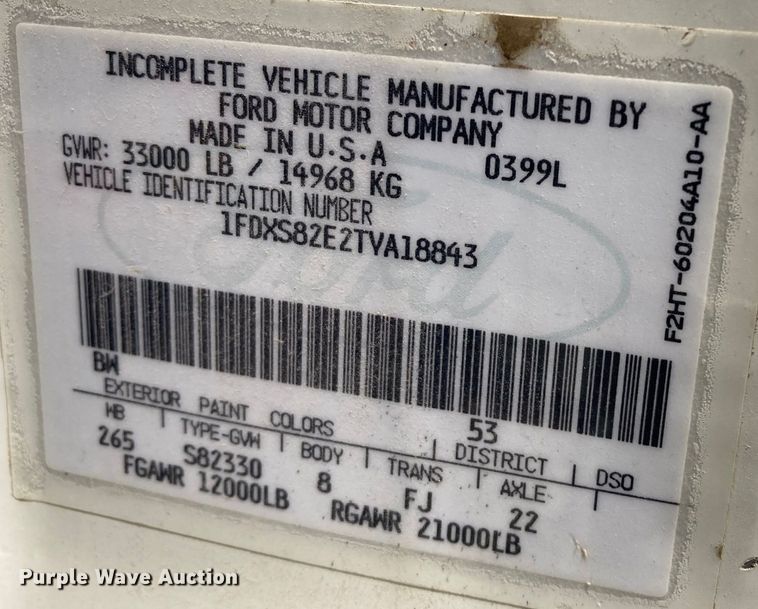 INCOMPLETE VEHICLE MANUFACTURED BY
FORD MOTOR COMPANY
MADE IN U.S.A
0399L
GVWR: 33000 LB / 14968 KG
VEHICLE IDENTIFICATION NUMBER
1FDXS82E2TVA18843
F2HT-60204A10-AA
Ford
BW
EXTERIOR PAINT COLORS 53 DISTRICT DSO
WB TYPE-GVW BODY TRANS AXLE
265 S82330 8 FJ 22
FGAWR 12000LB RGAWR 21000LB
Purple Wave Auction